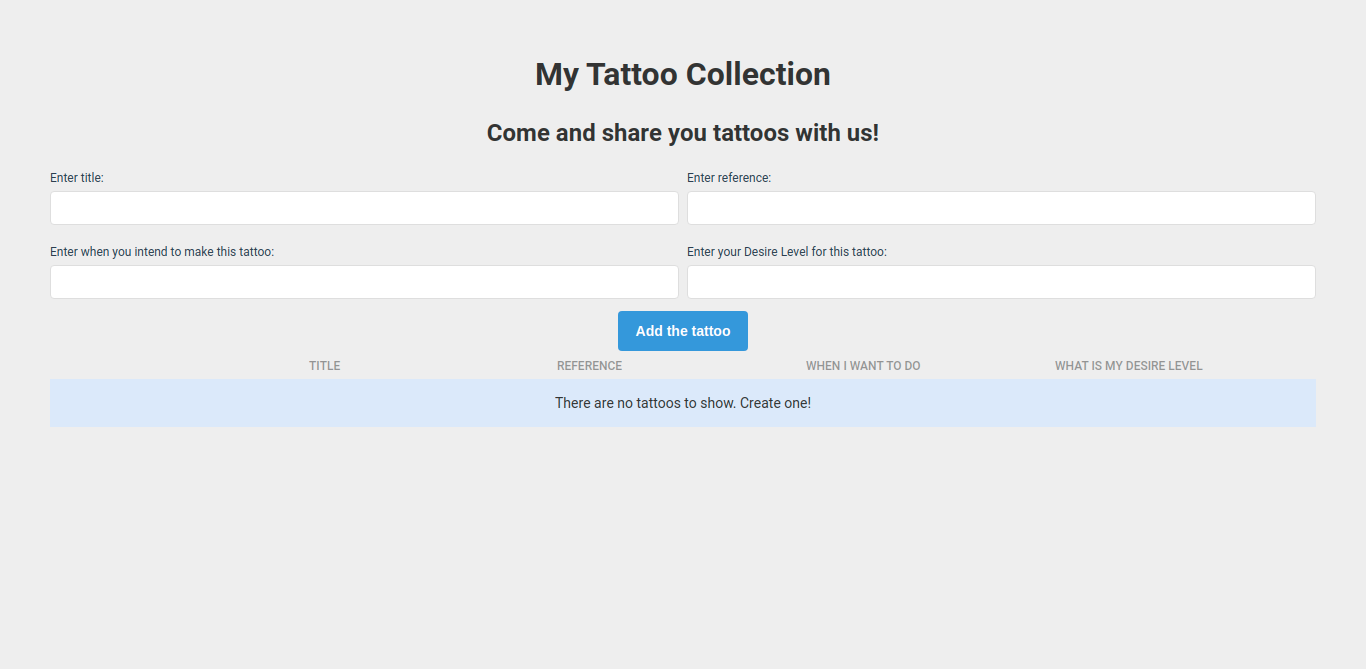 My Tattoo Collection
Come and share you tattoos with us!
Enter title: Enter reference:
Enter when you intend to make this tattoo: Enter your Desire Level for this tattoo:
Add the tattoo
TITLE REFERENCE WHEN I WANT TO DO WHAT IS MY DESIRE LEVEL
There are no tattoos to show. Create one!